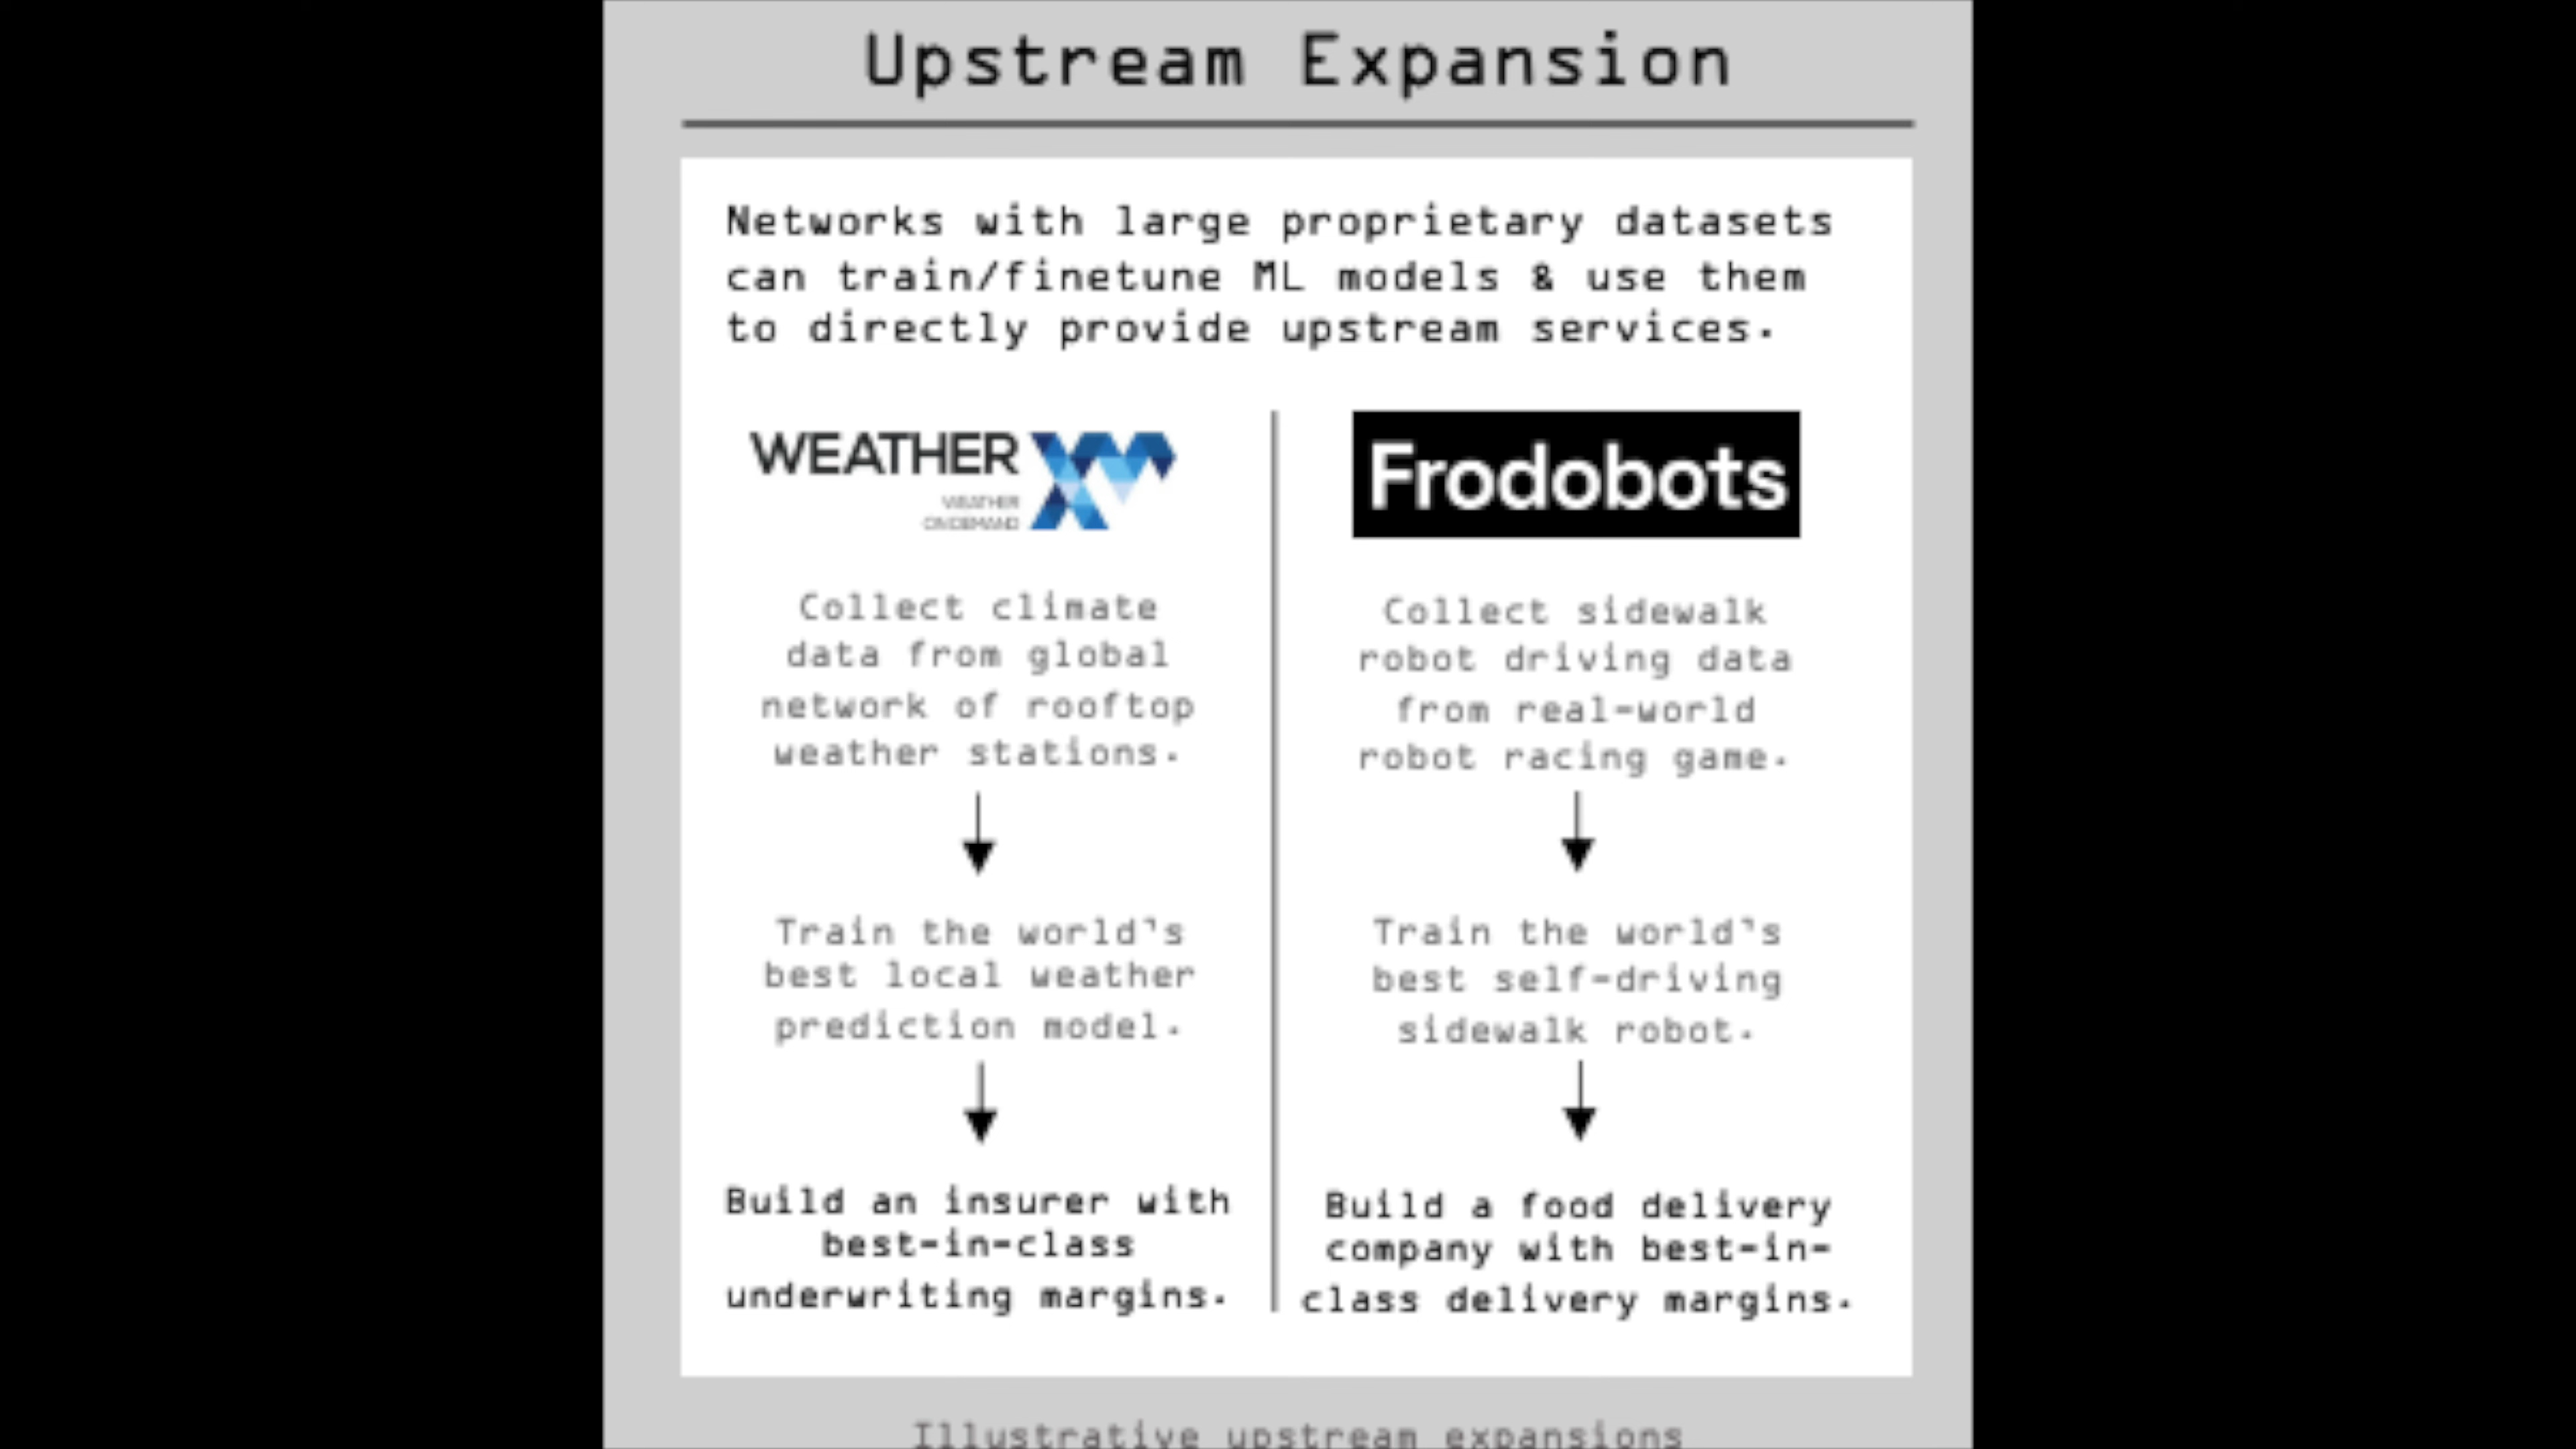 Upstream Expansion
Networks with large proprietary datasets
can train/finetune ML models & use them
to directly provide upstream services.
WEATHER XM
WEATHER
ON DEMAND
Collect climate
data from global
network of rooftop
weather stations.
Train the world's
best local weather
prediction model.
Build an insurer with
best-in-class
underwriting margins.
Frodobots
Collect sidewalk
robot driving data
from real-world
robot racing game.
Train the world's
best self-driving
sidewalk robot.
Build a food delivery
company with best-in-
class delivery margins.
Illustrative upstream expansions